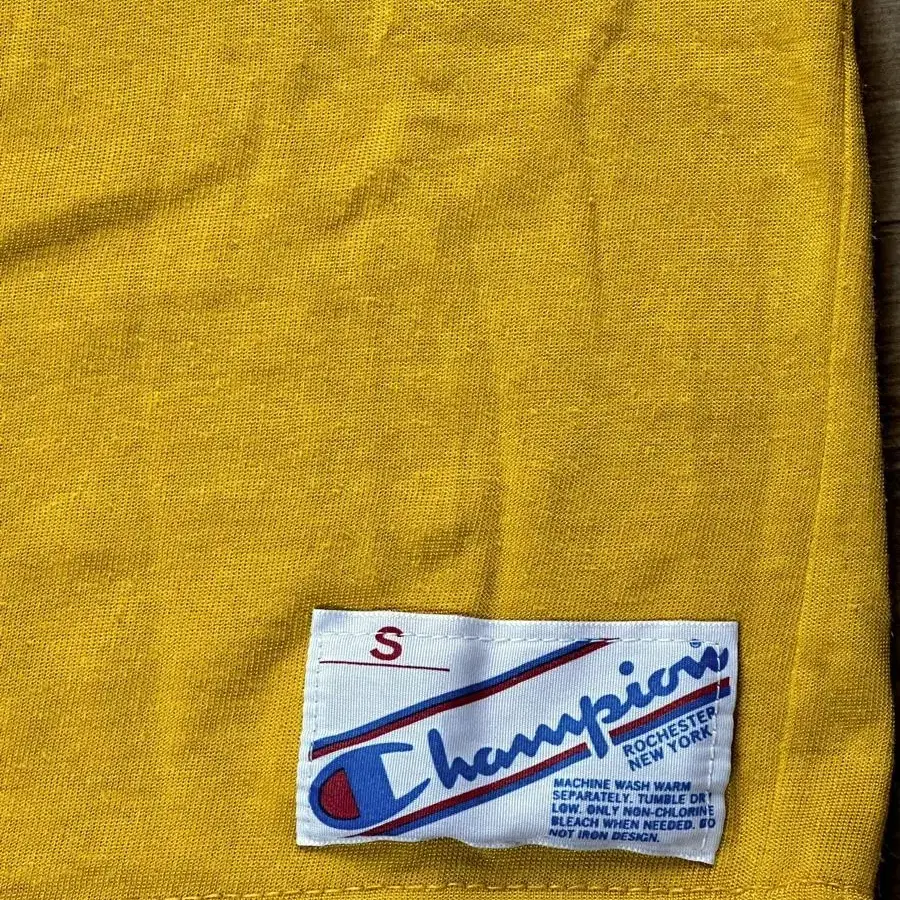 S
Champion®
ROCHESTER
NEW YORK
MACHINE WASH WARM
SEPARATELY. TUMBLE DRY
LOW. ONLY NON-CHLORINE
BLEACH WHEN NEEDED. DO
NOT IRON DESIGN.